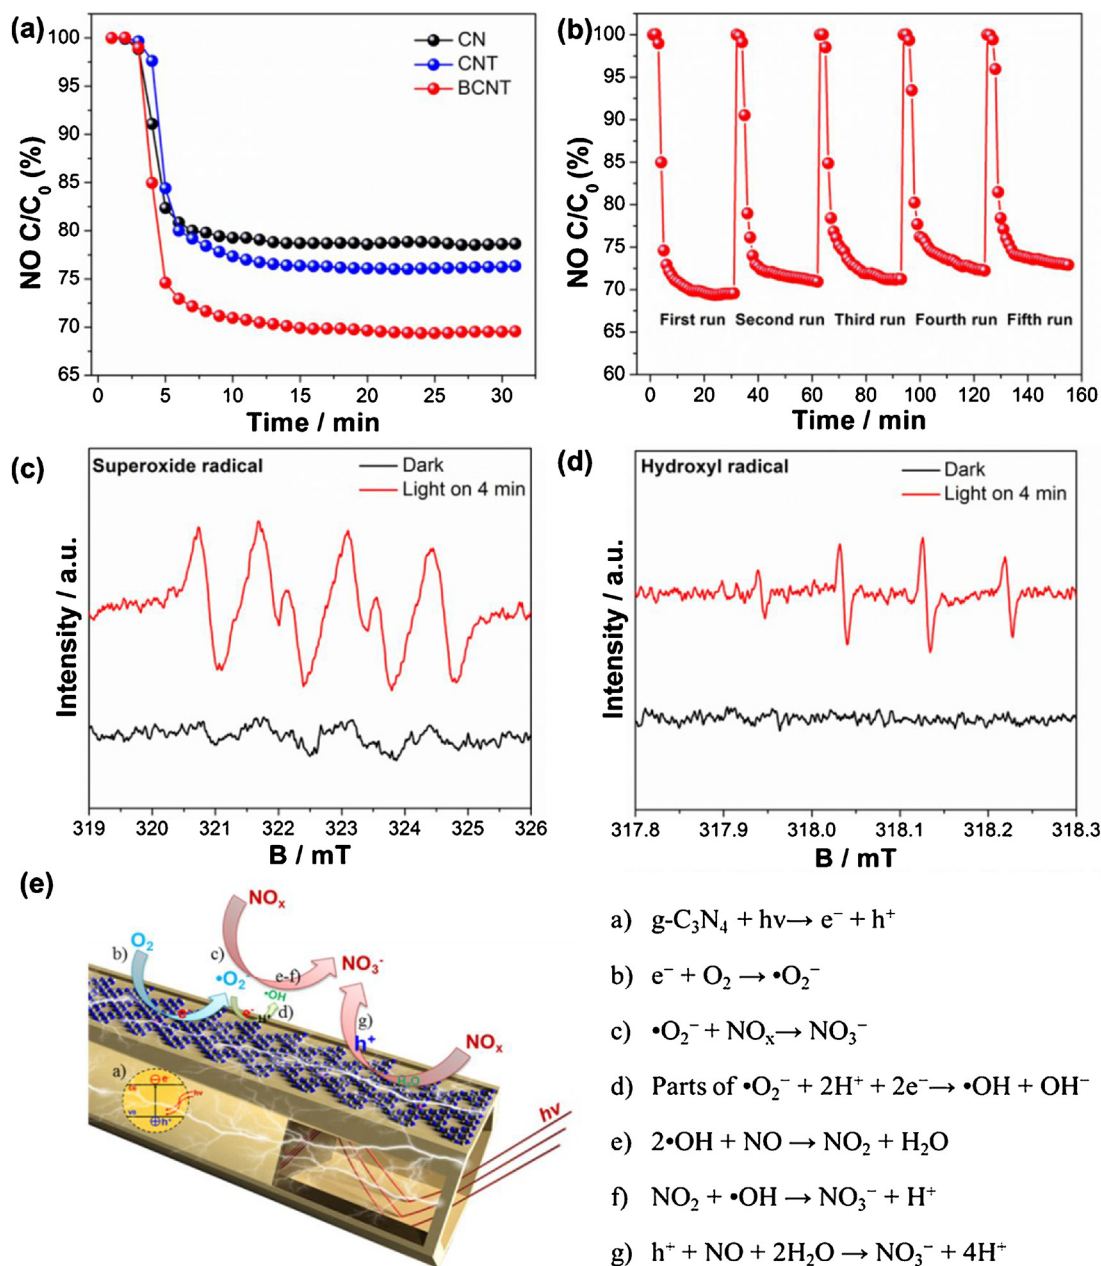 (a)
CN
CNT
BCNT
100
95
90
85
80
75
70
65
NO C/C₀ (%)
0 5 10 15 20 25 30
Time / min
(b)
100
95
90
85
80
75
70
65
60
NO C/C₀ (%)
First run Second run Third run Fourth run Fifth run
0 20 40 60 80 100 120 140 160
Time / min
(c)
Superoxide radical
Dark
Light on 4 min
Intensity / a.u.
319 320 321 322 323 324 325 326
B / mT
(d)
Hydroxyl radical
Dark
Light on 4 min
Intensity / a.u.
317.8 317.9 318.0 318.1 318.2 318.3
B / mT
(e)
NOₓ
O₂
b)
c)
•O₂⁻
e-f)
NO₃⁻
•OH
e⁻
e⁻
H⁺
d)
g)
h⁺
NOₓ
H₂O
a)
e⁻
hv
h⁺
hv
a) g-C₃N₄ + hv→ e⁻ + h⁺
b) e⁻ + O₂ → •O₂⁻
c) •O₂⁻ + NOₓ→ NO₃⁻
d) Parts of •O₂⁻ + 2H⁺ + 2e⁻→ •OH + OH⁻
e) 2•OH + NO → NO₂ + H₂O
f) NO₂ + •OH → NO₃⁻ + H⁺
g) h⁺ + NO + 2H₂O → NO₃⁻ + 4H⁺